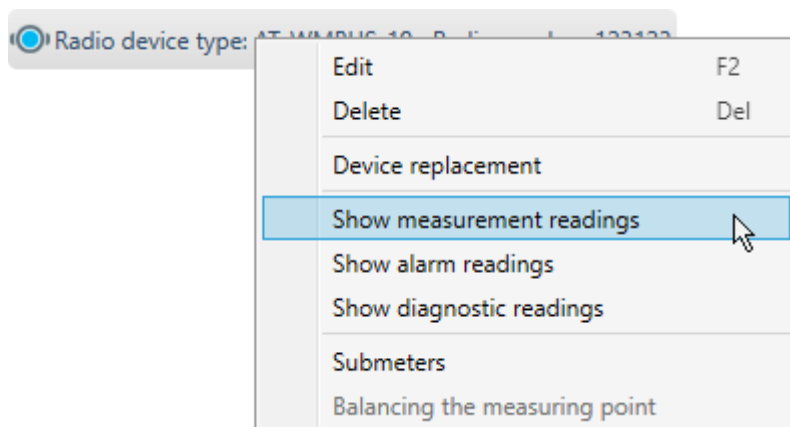 Radio device type:
Edit F2
Delete Del
Device replacement
Show measurement readings
Show alarm readings
Show diagnostic readings
Submeters
Balancing the measuring point